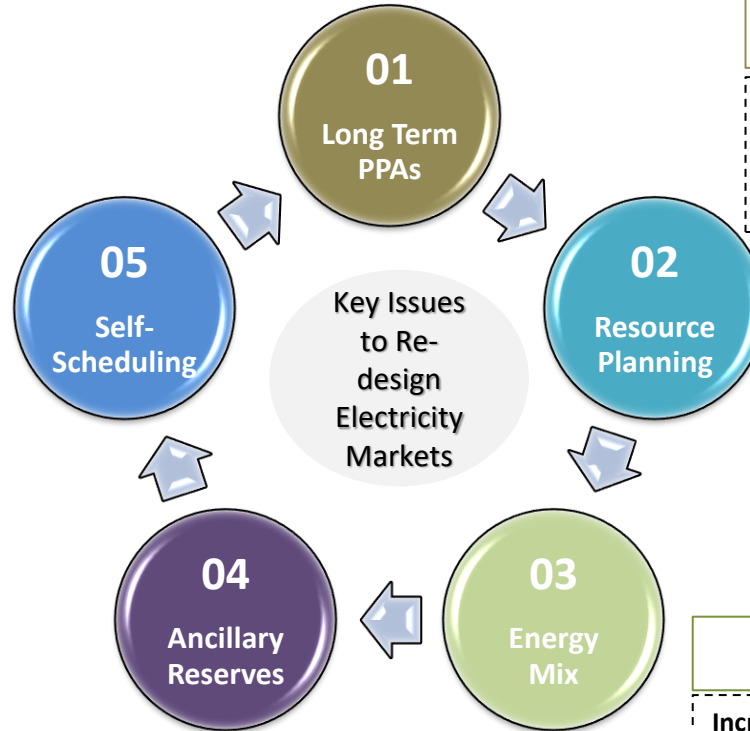 01
Long Term
PPAs
05
Self-
Scheduling
02
Resource
Planning
Key Issues
to Re-
design
Electricity
Markets
04
Ancillary
Reserves
03
Energy
Mix